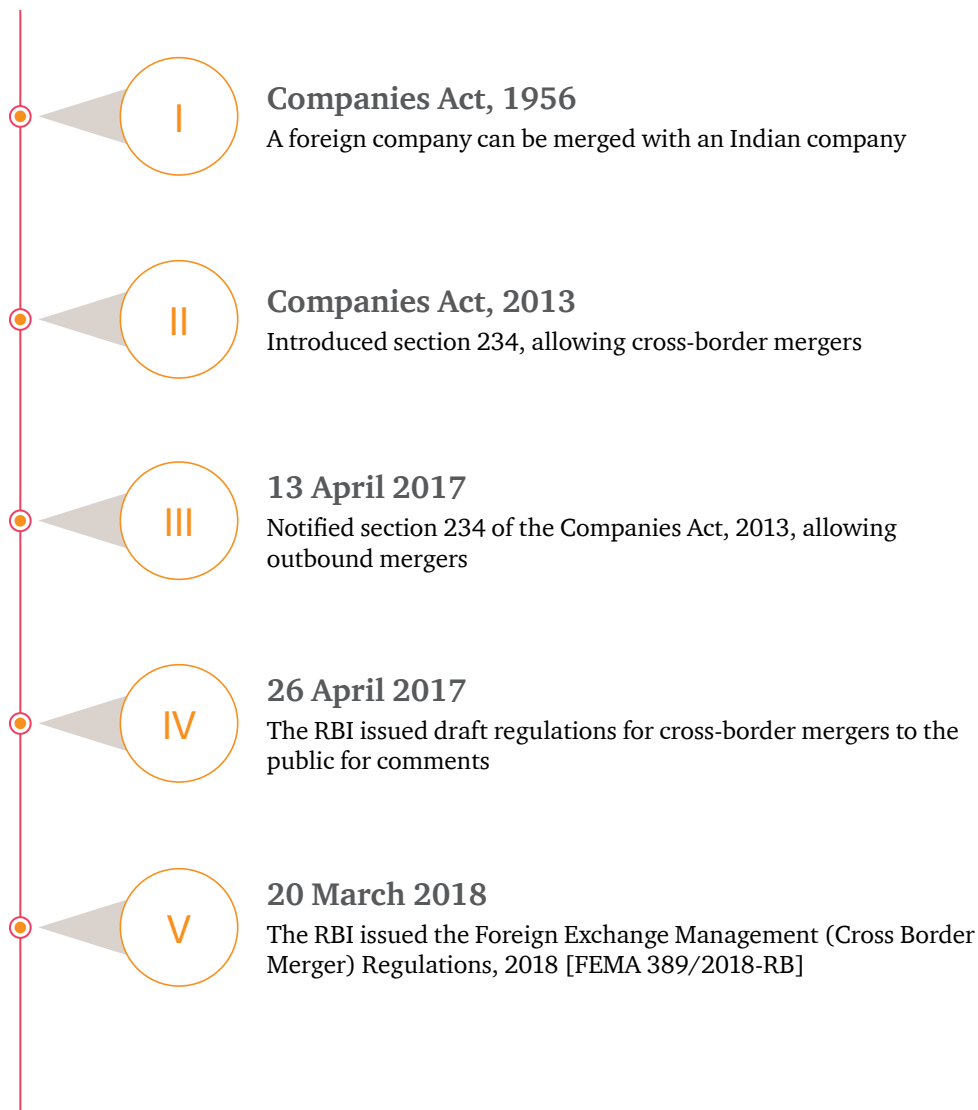 I
Companies Act, 1956
A foreign company can be merged with an Indian company
II
Companies Act, 2013
Introduced section 234, allowing cross-border mergers
III
13 April 2017
Notified section 234 of the Companies Act, 2013, allowing
outbound mergers
IV
26 April 2017
The RBI issued draft regulations for cross-border mergers to the
public for comments
V
20 March 2018
The RBI issued the Foreign Exchange Management (Cross Border
Merger) Regulations, 2018 [FEMA 389/2018-RB]